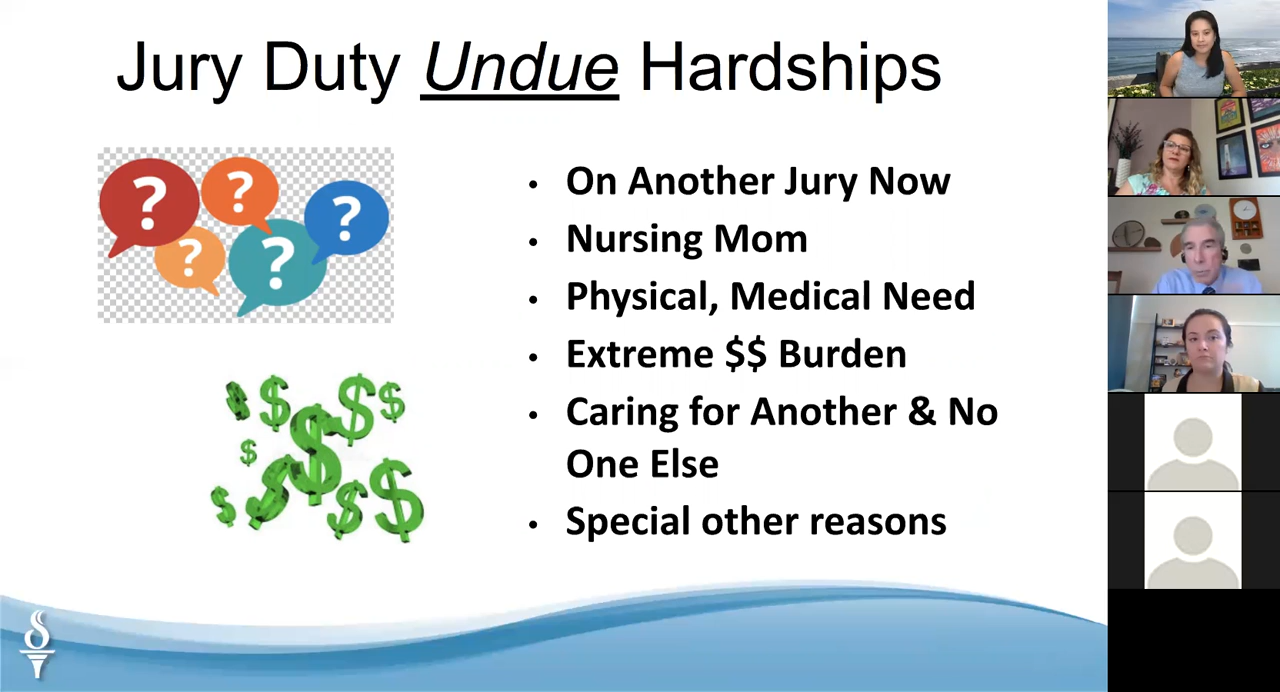 Jury Duty Undue Hardships
? ? ? ? ?
• On Another Jury Now
• Nursing Mom
• Physical, Medical Need
• Extreme $$ Burden
• Caring for Another & No
One Else
• Special other reasons
$ $ $ $ $ $ $ $ $ $